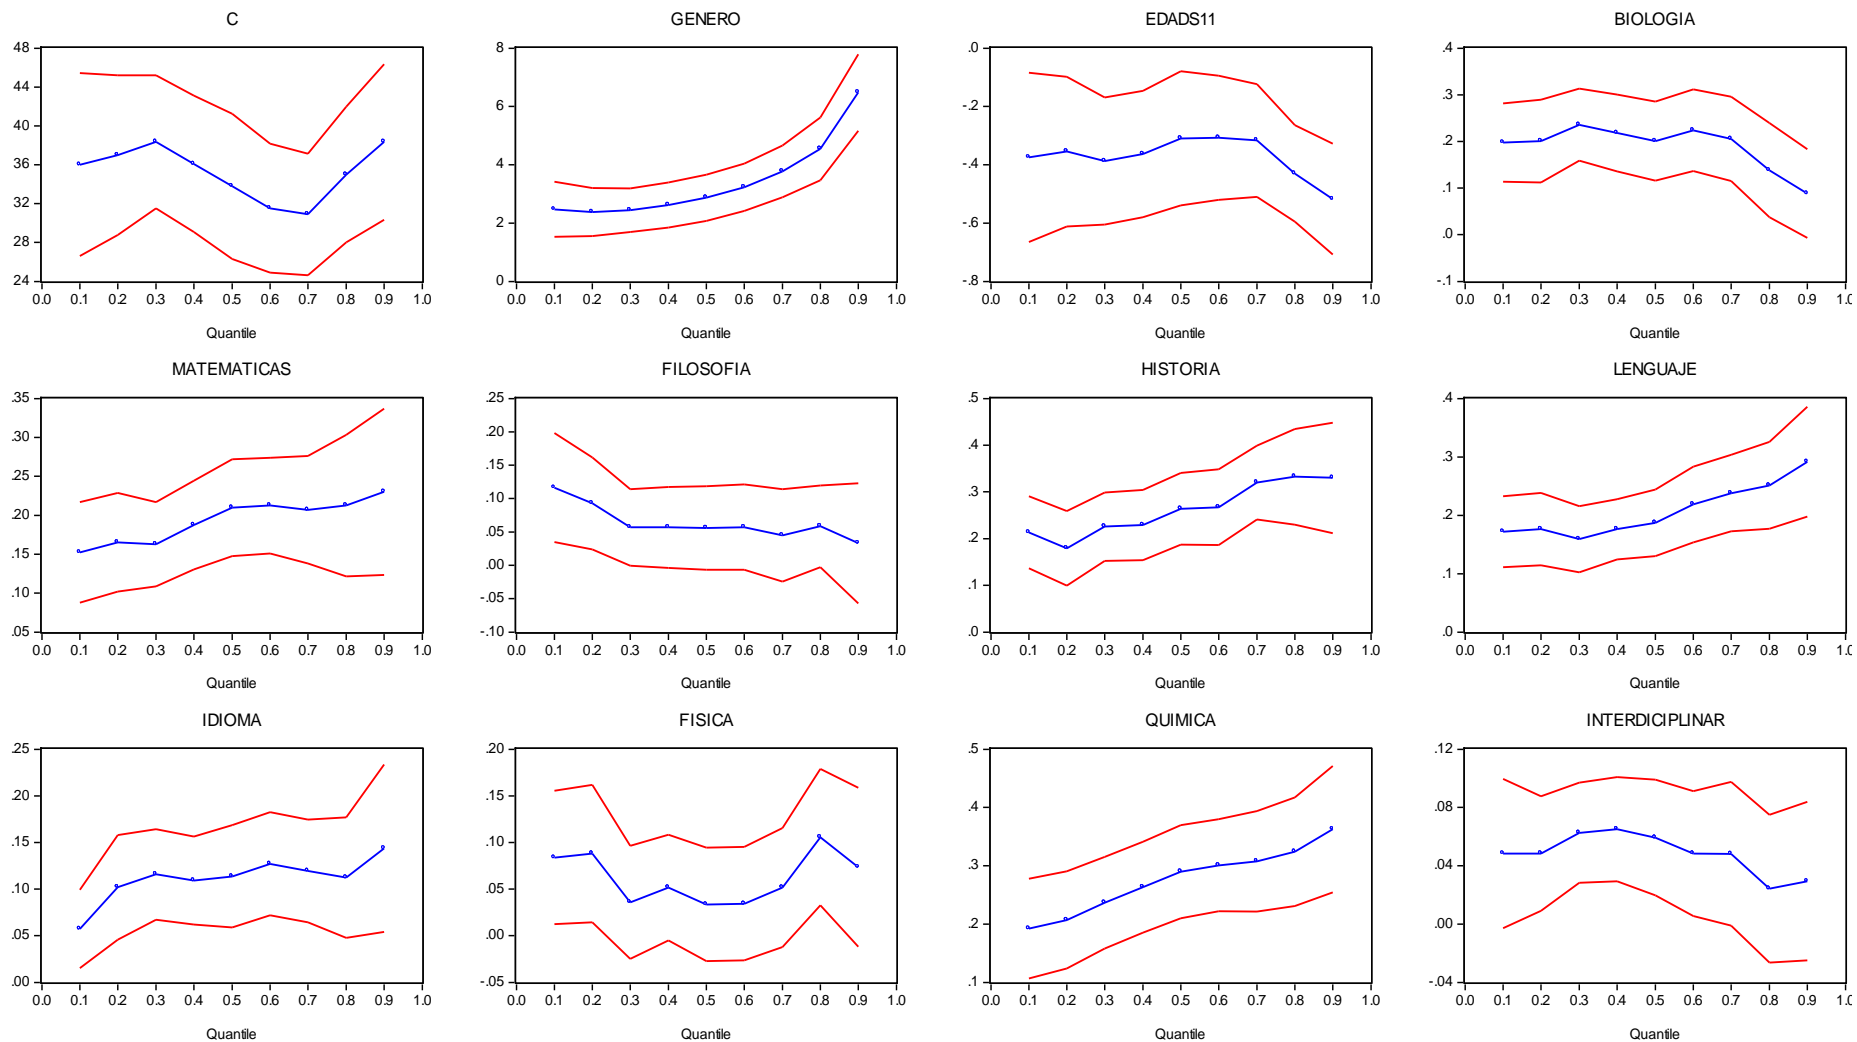 C GENERO EDADS11 BIOLOGIA
48 8 .0 .4
44 .3
40 6 -.2
36 4 -.4 .2
32 .1
28 2 -.6 .0
24 0 -.8 -.1
0.0 0.1 0.2 0.3 0.4 0.5 0.6 0.7 0.8 0.9 1.0 0.0 0.1 0.2 0.3 0.4 0.5 0.6 0.7 0.8 0.9 1.0 0.0 0.1 0.2 0.3 0.4 0.5 0.6 0.7 0.8 0.9 1.0 0.0 0.1 0.2 0.3 0.4 0.5 0.6 0.7 0.8 0.9 1.0
Quantile Quantile Quantile Quantile
MATEMATICAS FILOSOFIA HISTORIA LENGUAJE
.35 .25 .5 .4
.30 .20 .4
.25 .15 .3
.20 .10 .3 .2
.15 .05 .2
.10 .00 .1 .1
-.05
.05 -.10 .0 .0
0.0 0.1 0.2 0.3 0.4 0.5 0.6 0.7 0.8 0.9 1.0 0.0 0.1 0.2 0.3 0.4 0.5 0.6 0.7 0.8 0.9 1.0 0.0 0.1 0.2 0.3 0.4 0.5 0.6 0.7 0.8 0.9 1.0 0.0 0.1 0.2 0.3 0.4 0.5 0.6 0.7 0.8 0.9 1.0
Quantile Quantile Quantile Quantile
IDIOMA FISICA QUIMICA INTERDICIPLINAR
.25 .20 .5 .12
.20 .15 .4 .08
.15 .10
.10 .05 .3 .04
.05 .00 .2 .00
.00 -.05 .1 -.04
0.0 0.1 0.2 0.3 0.4 0.5 0.6 0.7 0.8 0.9 1.0 0.0 0.1 0.2 0.3 0.4 0.5 0.6 0.7 0.8 0.9 1.0 0.0 0.1 0.2 0.3 0.4 0.5 0.6 0.7 0.8 0.9 1.0 0.0 0.1 0.2 0.3 0.4 0.5 0.6 0.7 0.8 0.9 1.0
Quantile Quantile Quantile Quantile